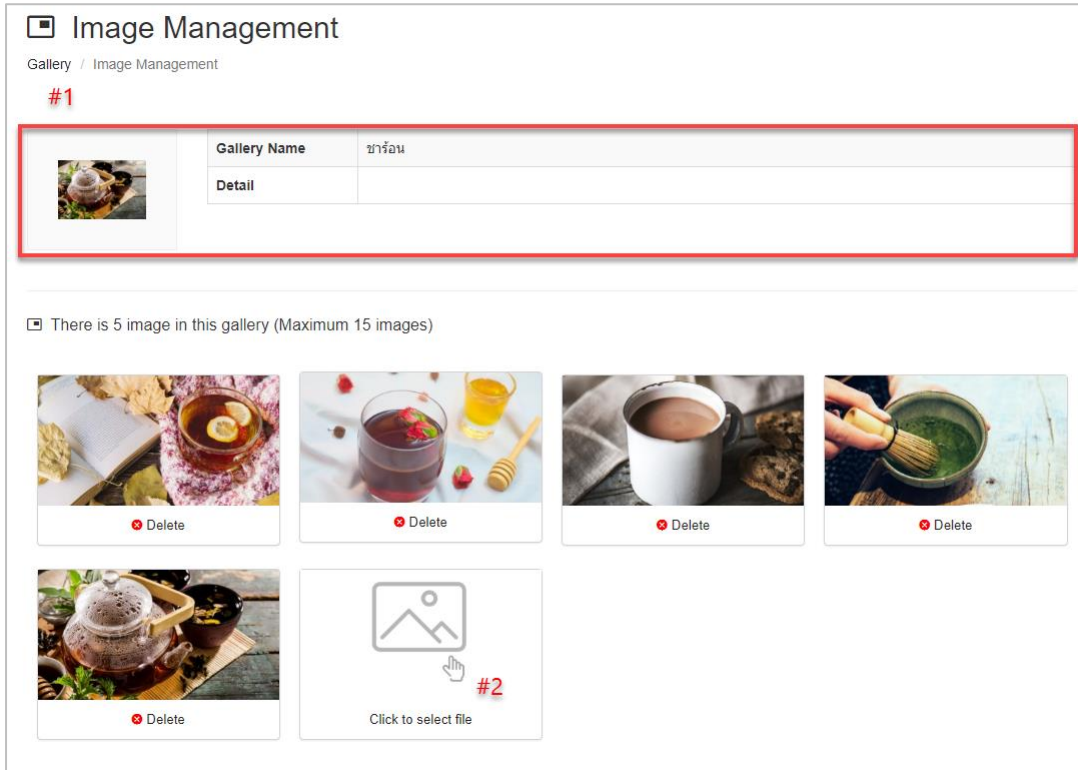 Image Management
Gallery / Image Management
#1
Gallery Name ชาร้อน
Detail
There is 5 image in this gallery (Maximum 15 images)
Delete Delete Delete Delete
#2
Delete Click to select file